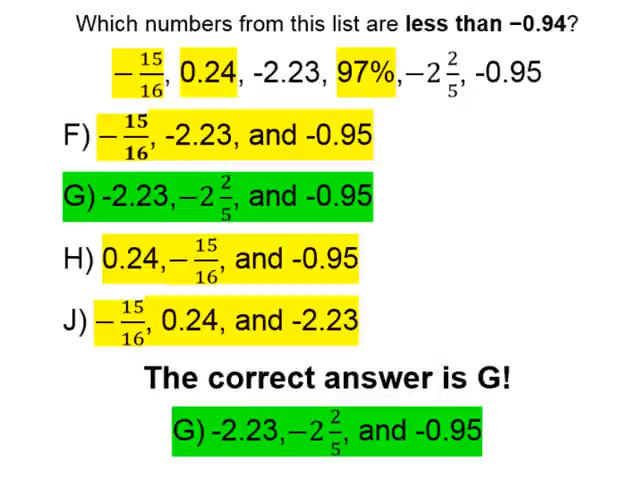 Which numbers from this list are less than −0.94?
−15/16, 0.24, -2.23, 97%, −2 2/5, -0.95
F) −15/16, -2.23, and -0.95
G) -2.23, −2 2/5, and -0.95
H) 0.24, −15/16, and -0.95
J) −15/16, 0.24, and -2.23
The correct answer is G!
G) -2.23, −2 2/5, and -0.95